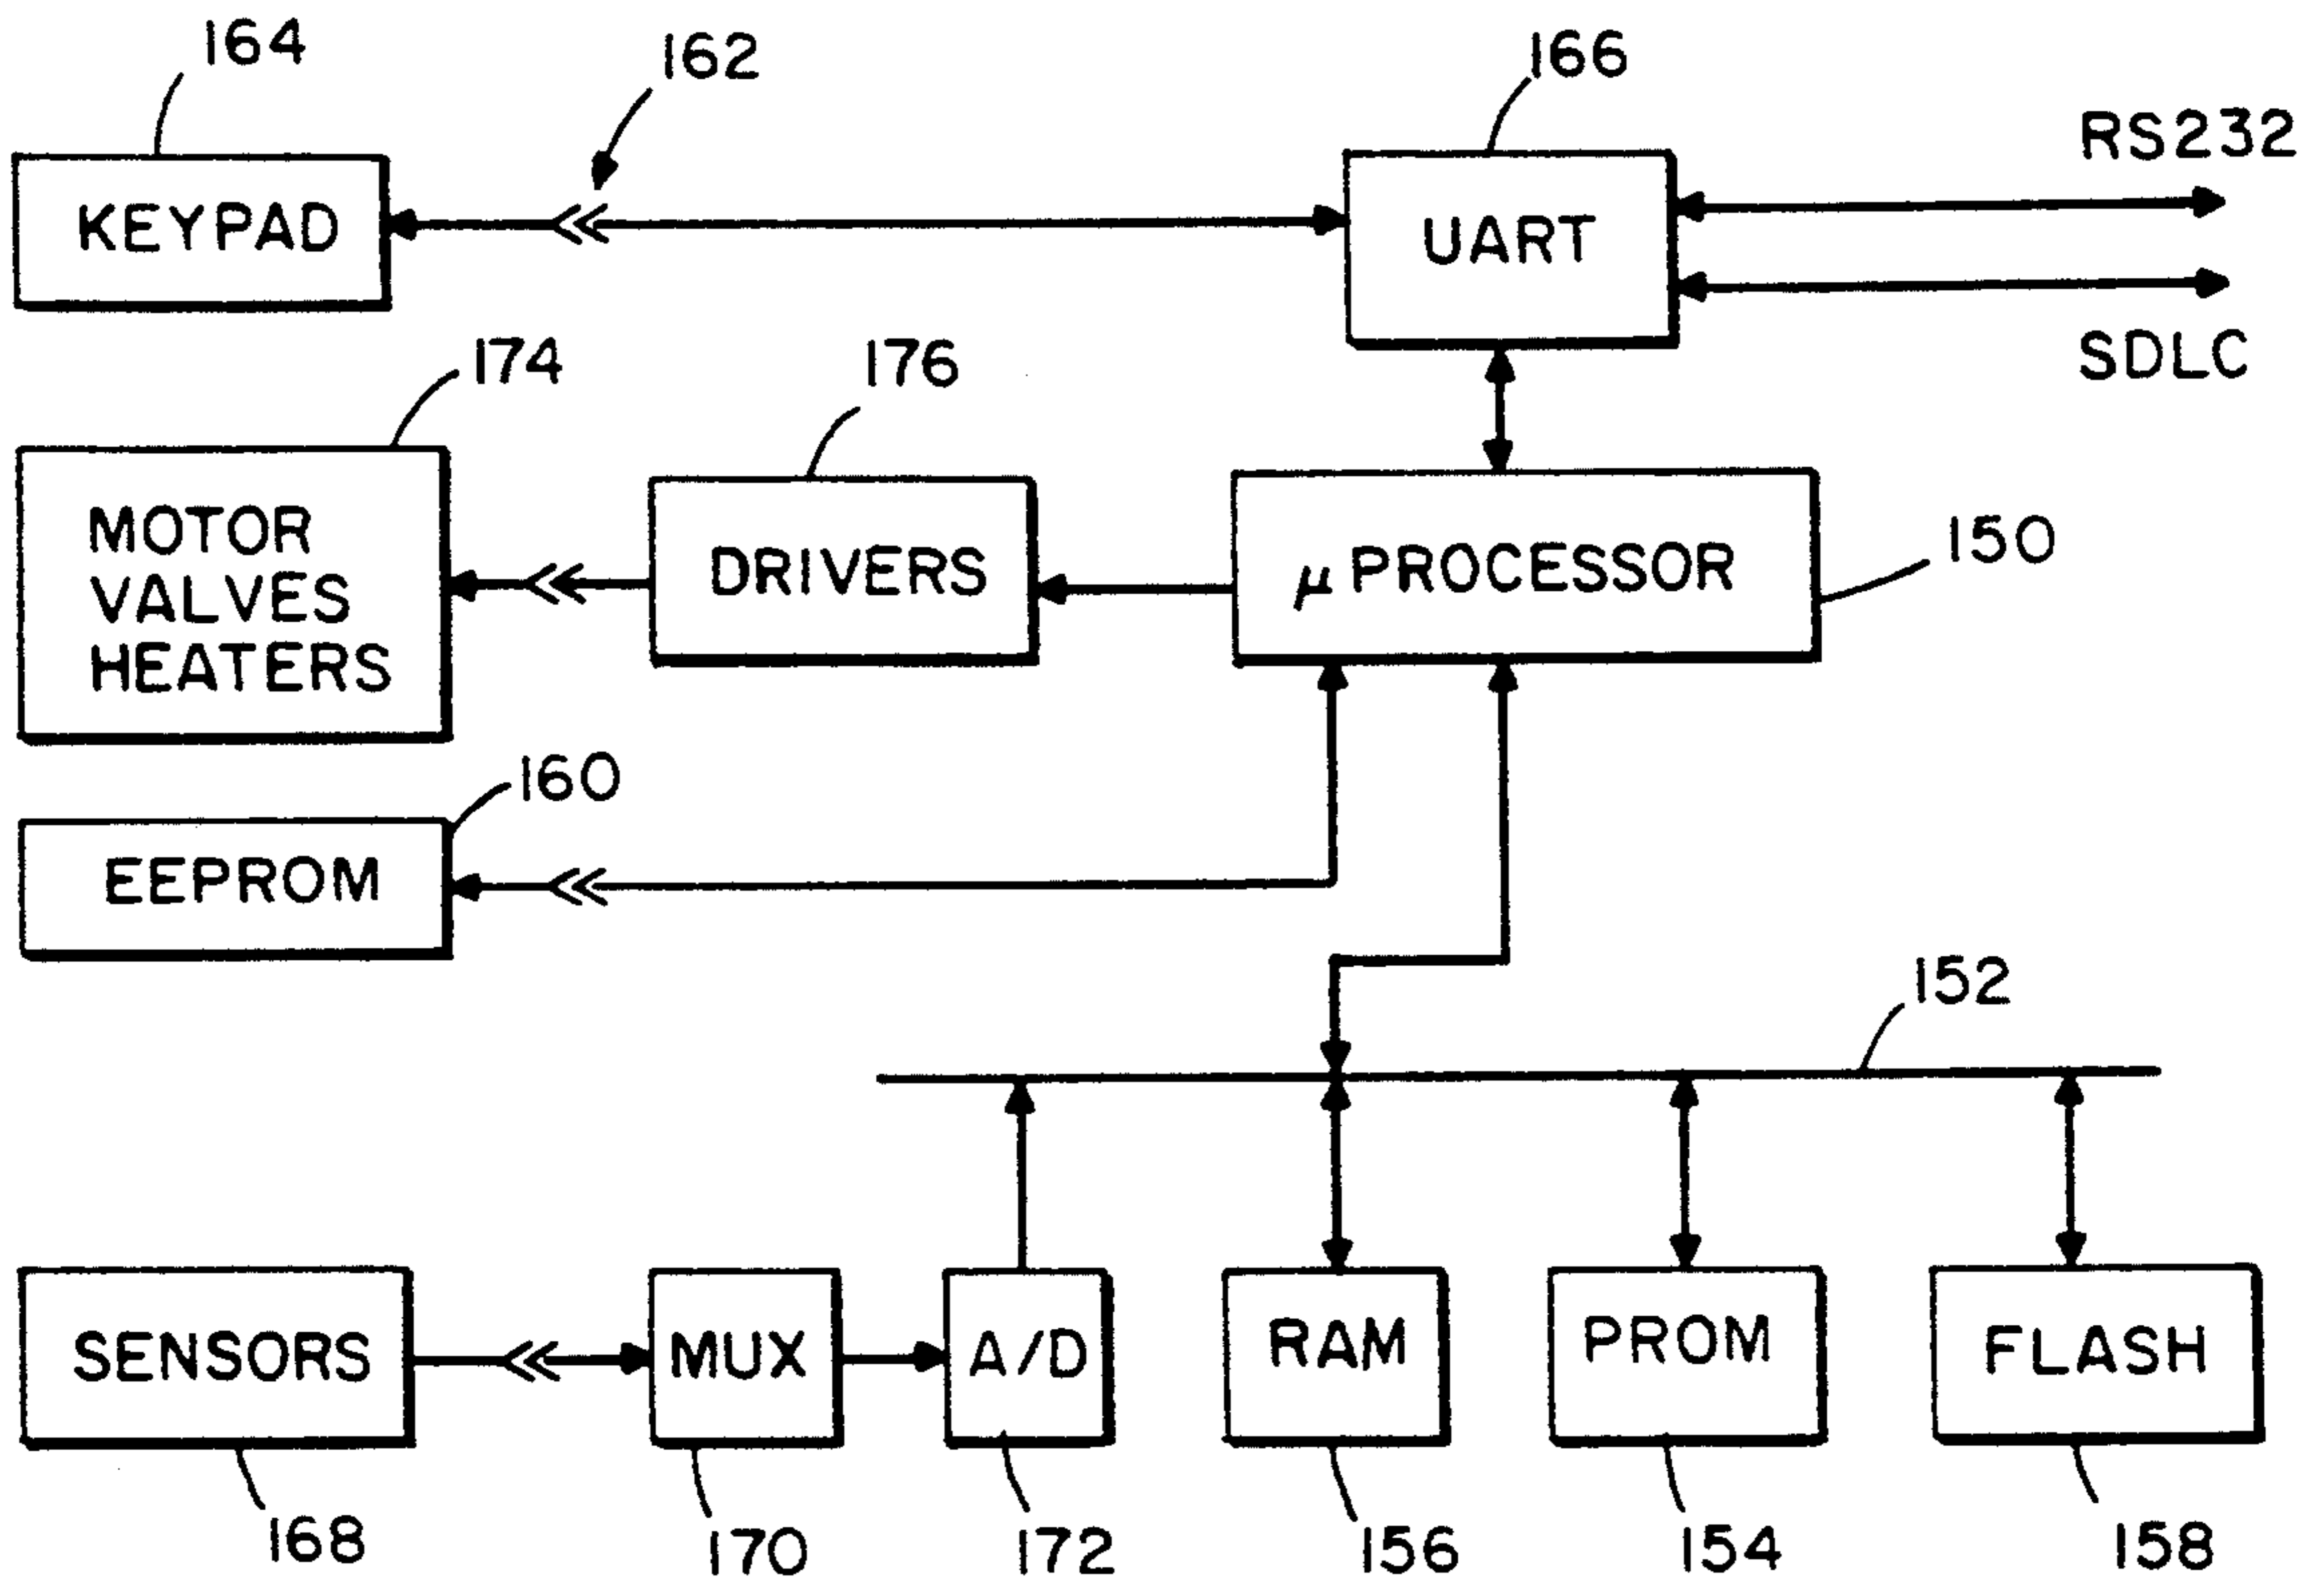 164
162
166
RS232
KEYPAD
UART
SDLC
174
176
MOTOR
VALVES
HEATERS
DRIVERS
μ PROCESSOR
150
160
EEPROM
152
SENSORS
MUX
A/D
RAM
PROM
FLASH
168
170
172
156
154
158